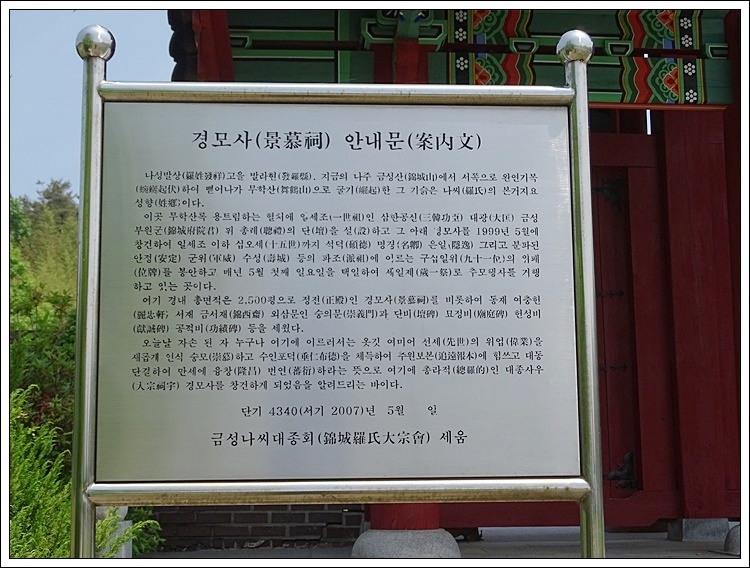 경모사(景慕祠) 안내문(案內文)
나성발상(羅姓發祥)고을 발라현(發羅縣), 지금의 나주 금성산(錦城山)에서 서쪽으로 원연기복
(蜿蜒起伏)하여 뻗어나가 무학산(舞鶴山)으로 굴기(崛起)한 그 기슭은 나씨(羅氏)의 본거지요
성향(姓鄕)이다.
이곳 무학산록 용트림하는 혈치에 일세조(一世祖)인 삼한공신(三韓功臣) 대광(大匡) 금성
부원군(錦城府院君) 휘 총례(聰禮)의 단(壇)을 설(設)하고 그 아래 경모사를 1999년 5월에
창건하여 일세조 이하 십오세(十五世)까지 석덕(碩德) 명경(名卿) 은일(隱逸) 그리고 분파된
안정(安定) 군위(軍威) 수성(壽城) 등의 파조(派祖)에 이르는 구십일위(九十一位)의 위패
(位牌)를 봉안하고 매년 5월 첫째 일요일을 택일하여 세일제(歲一祭)로 추모행사를 거행
하고 있는 곳이다.
여기 경내 총면적은 2,500평으로 정전(正殿)인 경모사(景慕祠)를 비롯하여 동재 여충헌
(麗忠軒) 서재 금서재(錦西齋) 외삼문인 숭의문(崇義門)과 단비(壇碑) 묘정비(廟庭碑) 헌성비
(獻誠碑) 공적비(功績碑) 등을 세웠다.
오늘날 자손 된 자 누구나 여기에 이르러서는 옷깃 여미어 선세(先世)의 위업(偉業)을
새롭게 인식 숭모(崇慕)하고 수인포덕(垂仁布德)을 체득하여 추원보본(追遠報本)에 힘쓰고 대동
단결하여 만세에 융창(隆昌) 번연(蕃衍)하라는 뜻으로 여기에 총라적(總羅的)인 대종사우
(大宗祠宇) 경모사를 창건하게 되었음을 알려드리는 바이다.
단기 4340(서기 2007)년 5월 일
금성나씨대종회(錦城羅氏大宗會) 세움